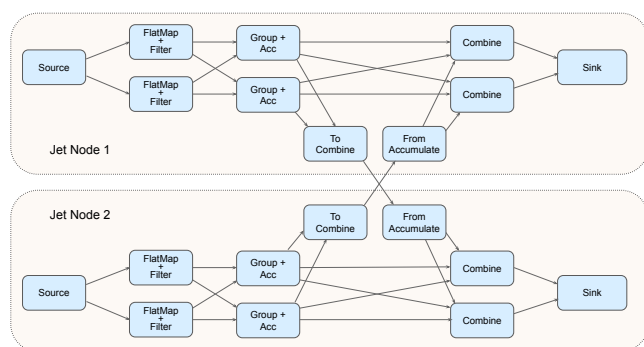 FlatMap
+
Filter
Group +
Acc
Combine
Source
Sink
FlatMap
+
Filter
Group +
Acc
Combine
To
Combine
From
Accumulate
Jet Node 1
Jet Node 2
To
Combine
From
Accumulate
FlatMap
+
Filter
Group +
Acc
Combine
Source
Sink
FlatMap
+
Filter
Group +
Acc
Combine